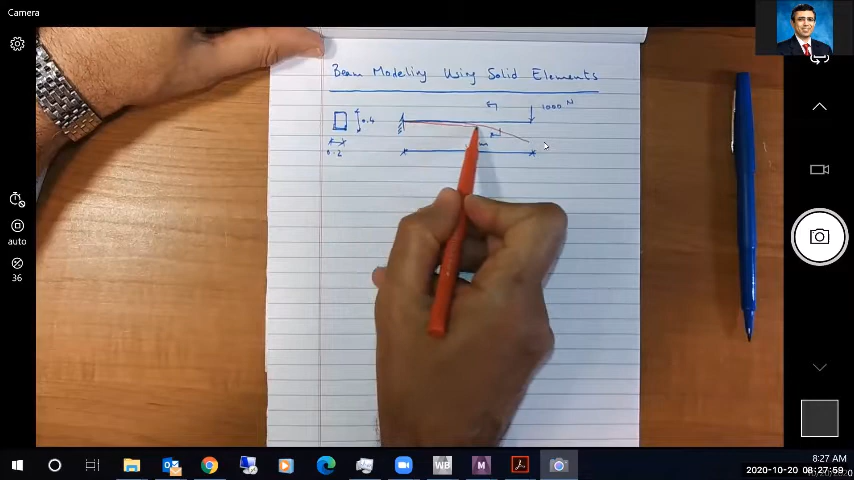 Camera
Beam Modeling Using Solid Elements
1000 N
0.4
0.2
m
auto
36
WB
M
8:27 AM
2020-10-20 08:27:59